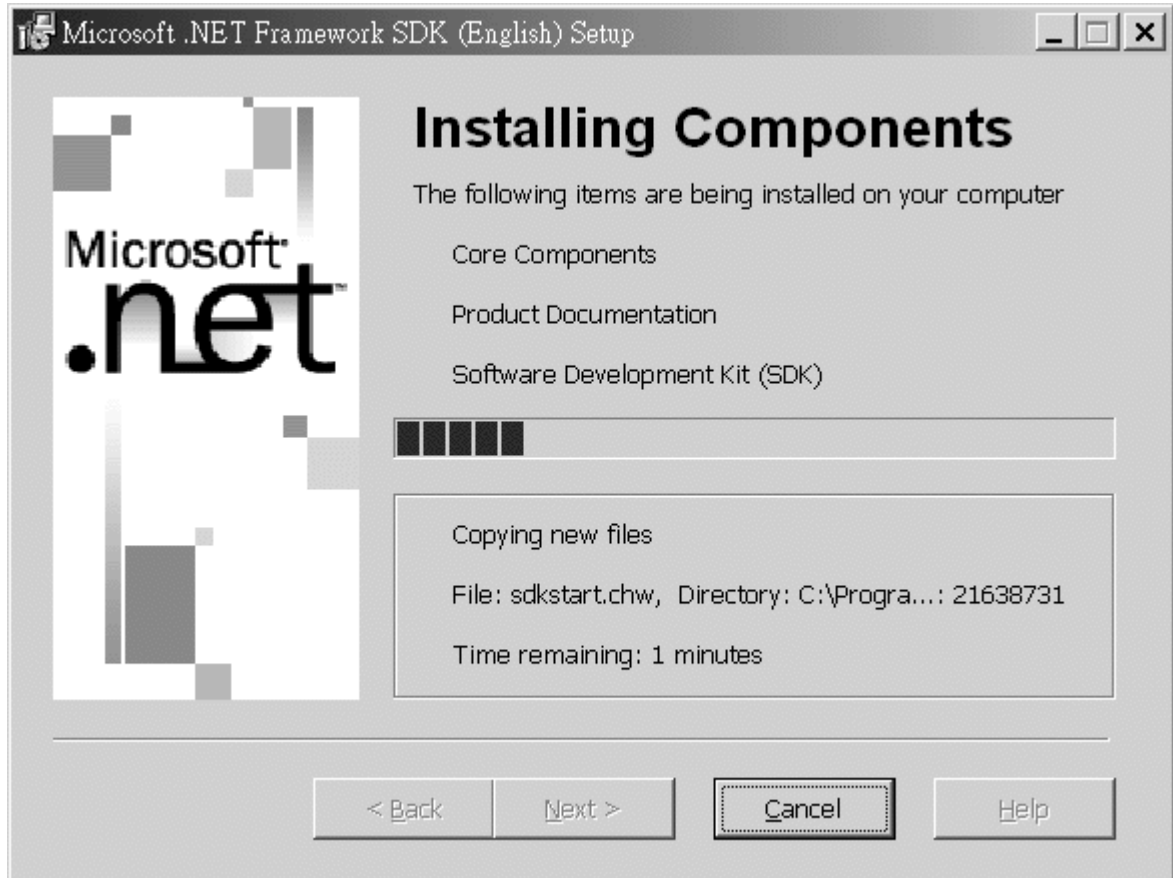 Microsoft .NET Framework SDK (English) Setup
Installing Components
The following items are being installed on your computer
Core Components
Product Documentation
Software Development Kit (SDK)
Microsoft
.net™
Copying new files
File: sdkstart.chw, Directory: C:\Progra...: 21638731
Time remaining: 1 minutes
< Back
Next >
Cancel
Help